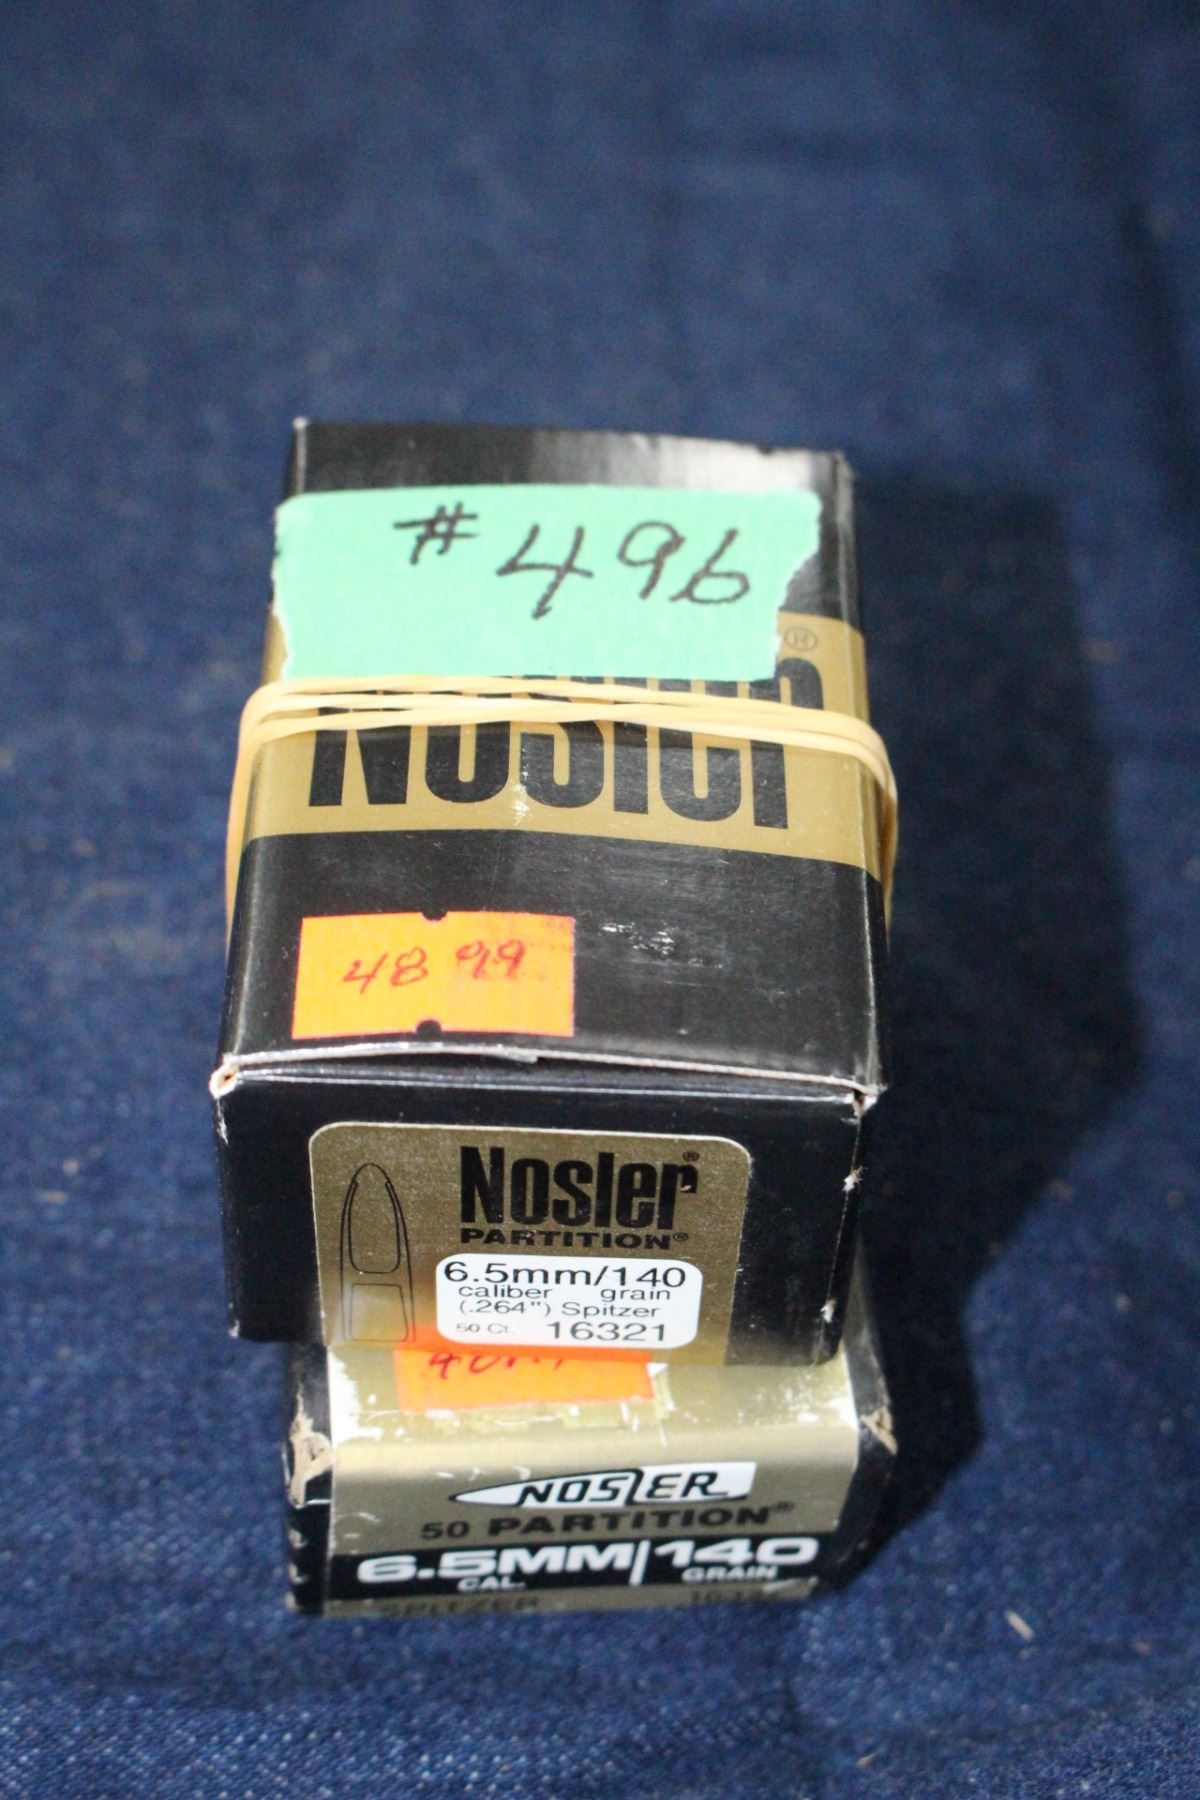 # 496
Nosler®
48 99
Nosler®
PARTITION®
6.5mm/140
caliber grain
(.264") Spitzer
50 Ct. 16321
NOSLER
50 PARTITION®
6.5MM/140
CAL. GRAIN
SPITZER